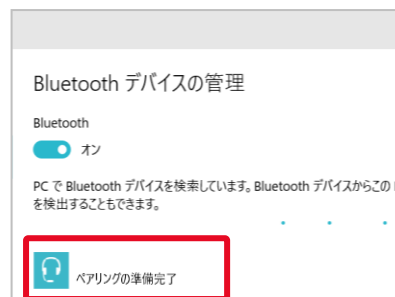 Bluetooth デバイスの管理
Bluetooth
オン
PC で Bluetooth デバイスを検索しています。Bluetooth デバイスからこの
を検出することもできます。
ペアリングの準備完了